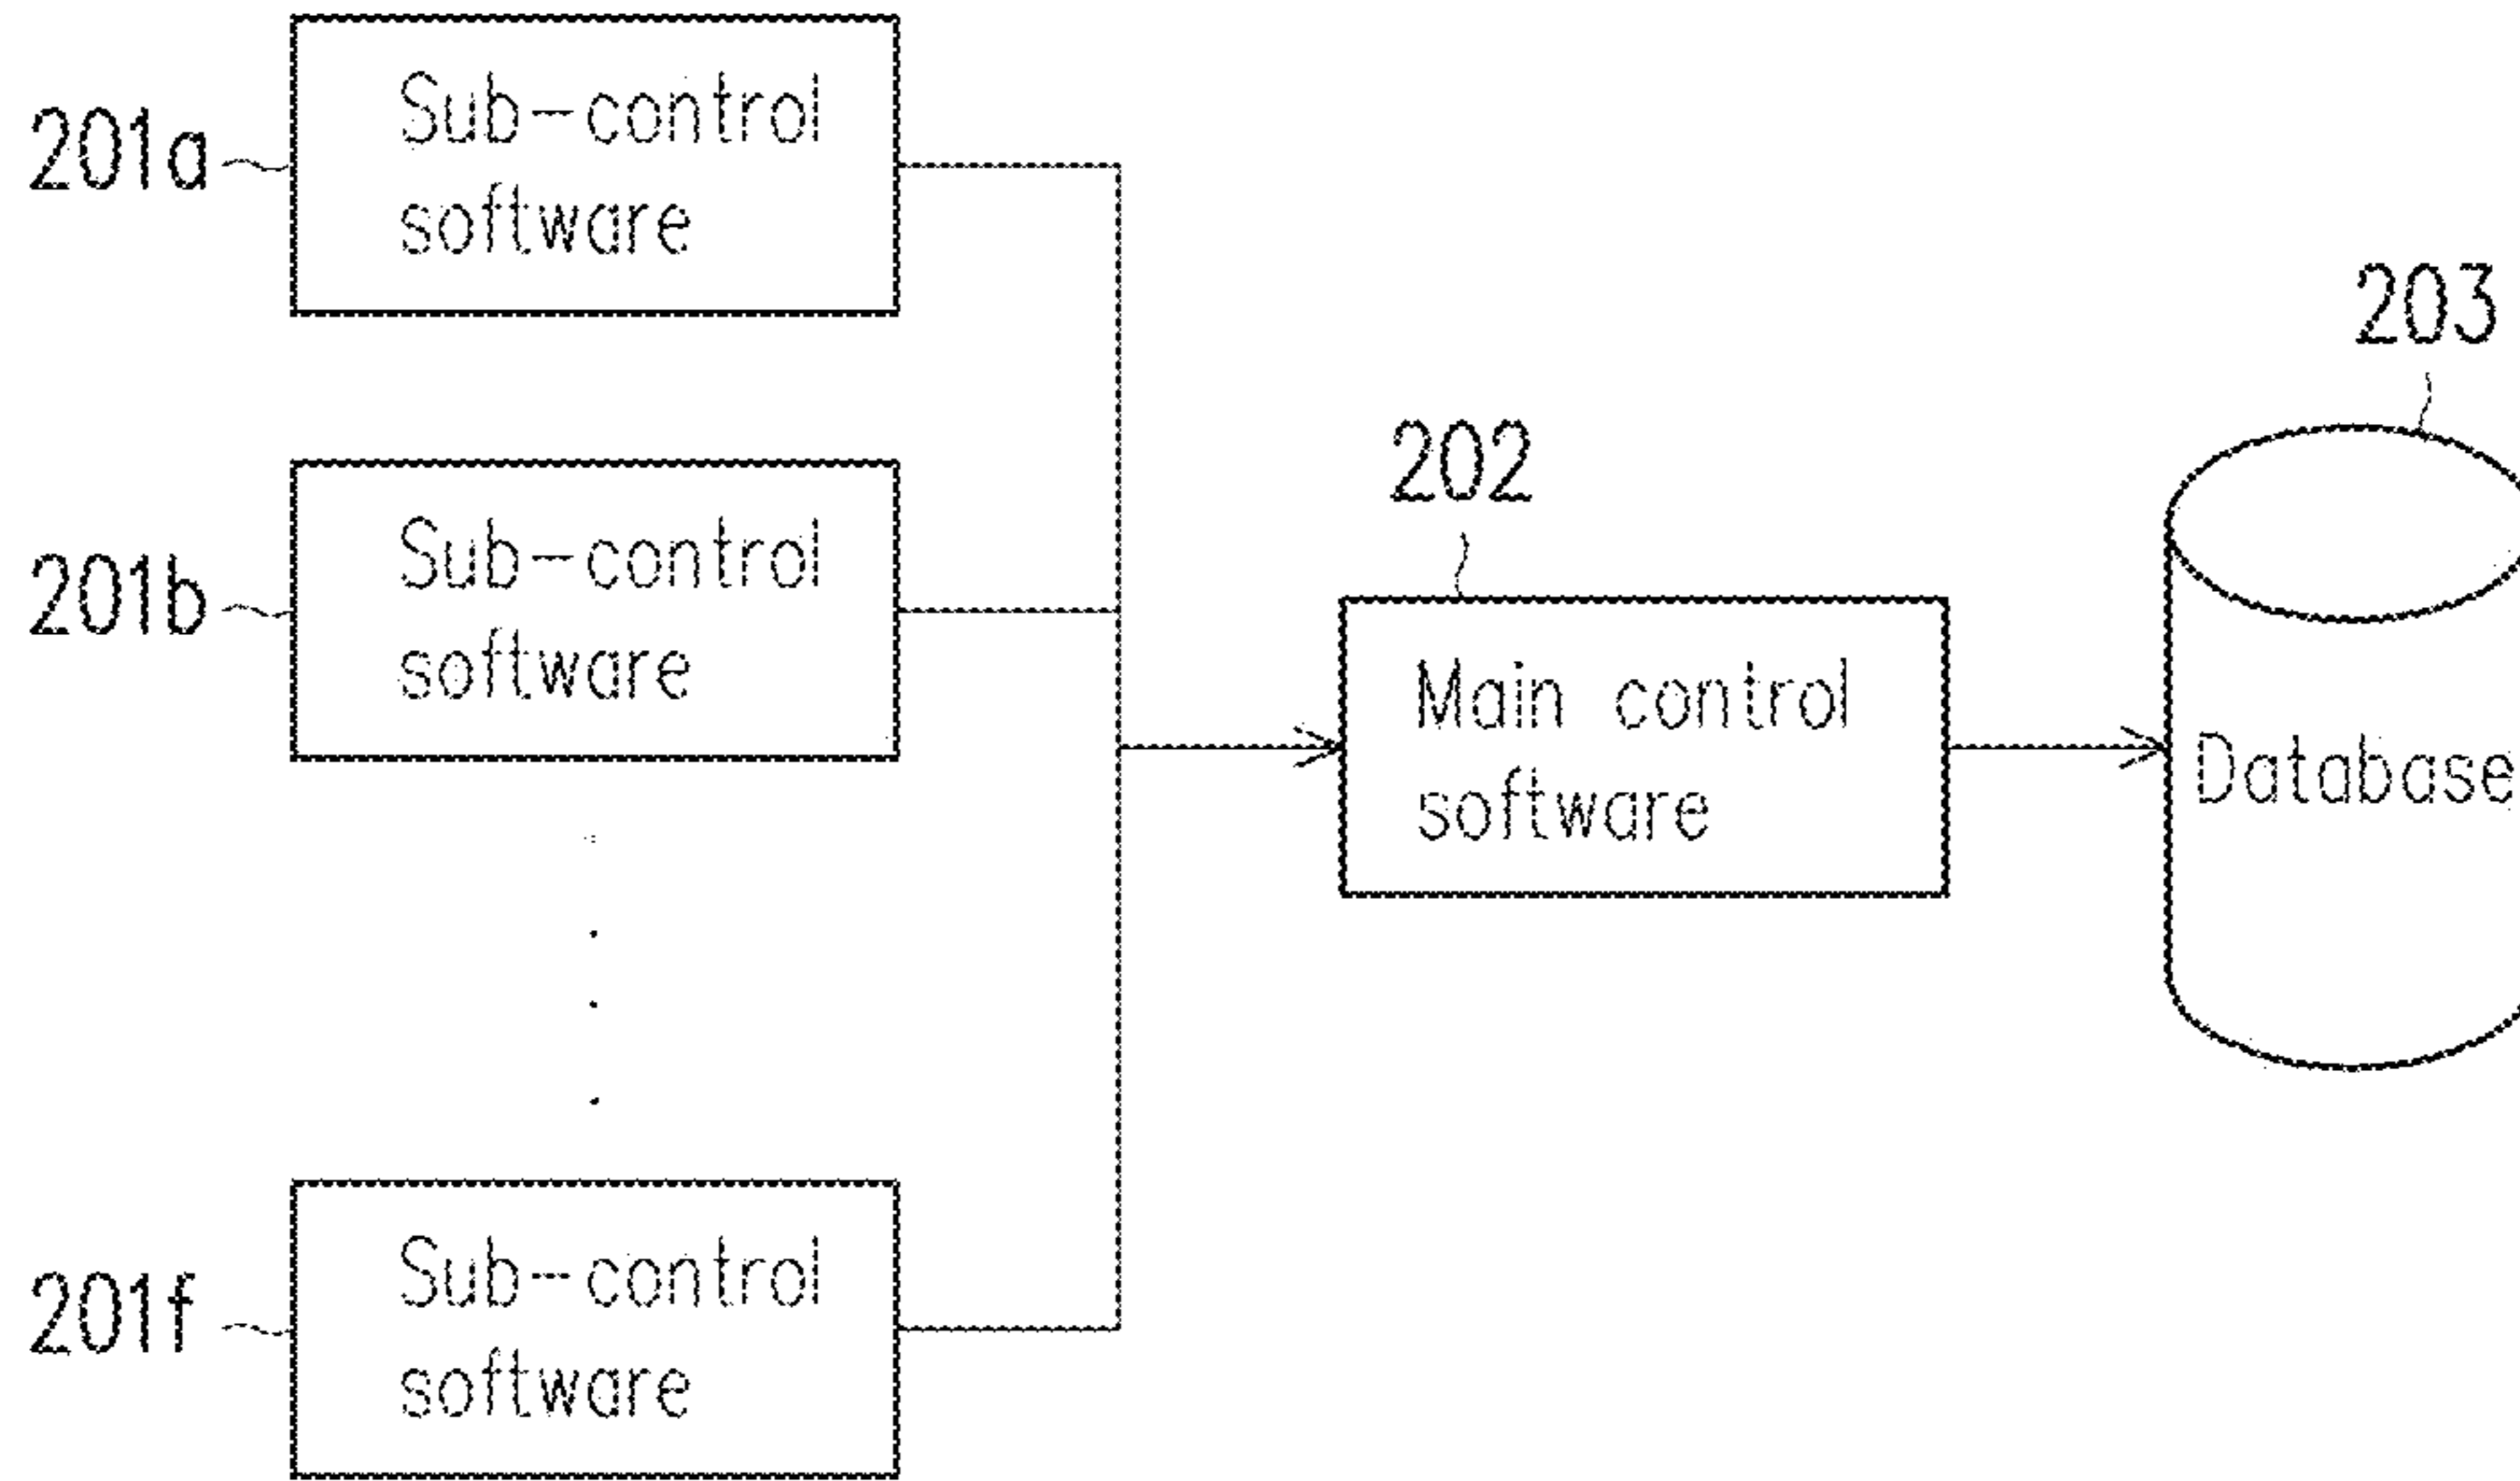 201a
Sub-control
software
201b
Sub-control
software
201f
Sub-control
software
202
Main control
software
203
Database